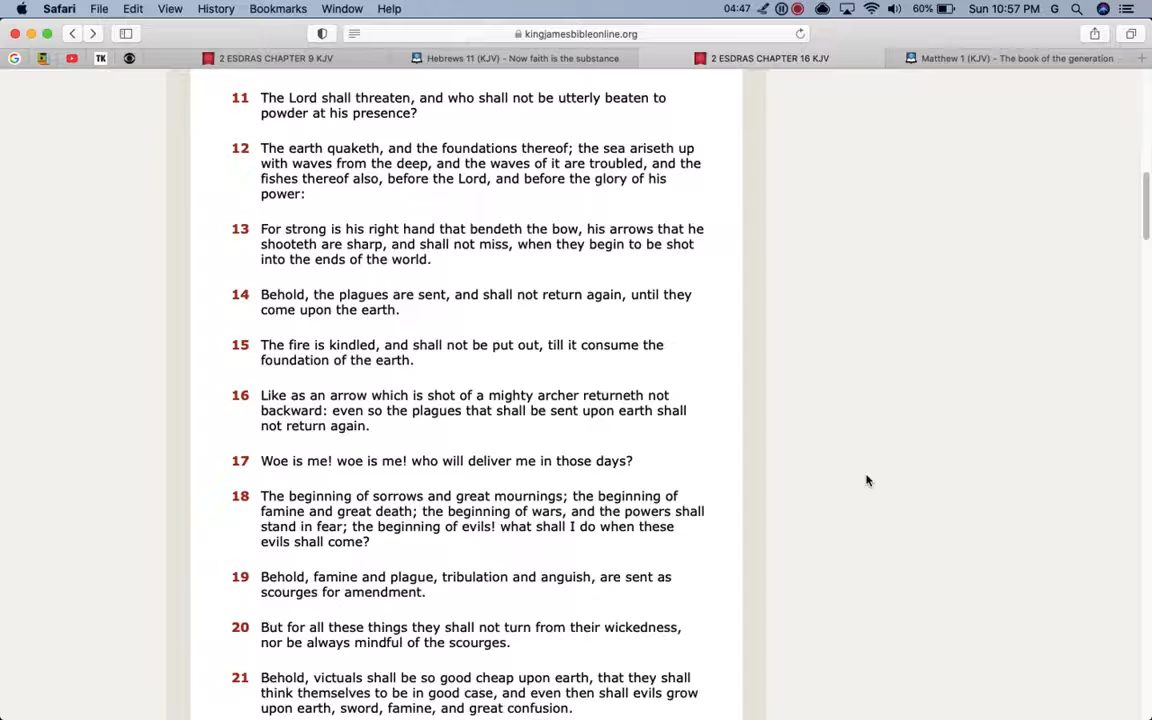 Safari File Edit View History Bookmarks Window Help 04:47 60% Sun 10:57 PM G
kingjamesbibleonline.org
G TK 2 ESDRAS CHAPTER 9 KJV Hebrews 11 (KJV) - Now faith is the substance 2 ESDRAS CHAPTER 16 KJV Matthew 1 (KJV) - The book of the generation
11 The Lord shall threaten, and who shall not be utterly beaten to
powder at his presence?
12 The earth quaketh, and the foundations thereof; the sea ariseth up
with waves from the deep, and the waves of it are troubled, and the
fishes thereof also, before the Lord, and before the glory of his
power:
13 For strong is his right hand that bendeth the bow, his arrows that he
shooteth are sharp, and shall not miss, when they begin to be shot
into the ends of the world.
14 Behold, the plagues are sent, and shall not return again, until they
come upon the earth.
15 The fire is kindled, and shall not be put out, till it consume the
foundation of the earth.
16 Like as an arrow which is shot of a mighty archer returneth not
backward: even so the plagues that shall be sent upon earth shall
not return again.
17 Woe is me! woe is me! who will deliver me in those days?
18 The beginning of sorrows and great mournings; the beginning of
famine and great death; the beginning of wars, and the powers shall
stand in fear; the beginning of evils! what shall I do when these
evils shall come?
19 Behold, famine and plague, tribulation and anguish, are sent as
scourges for amendment.
20 But for all these things they shall not turn from their wickedness,
nor be always mindful of the scourges.
21 Behold, victuals shall be so good cheap upon earth, that they shall
think themselves to be in good case, and even then shall evils grow
upon earth, sword, famine, and great confusion.